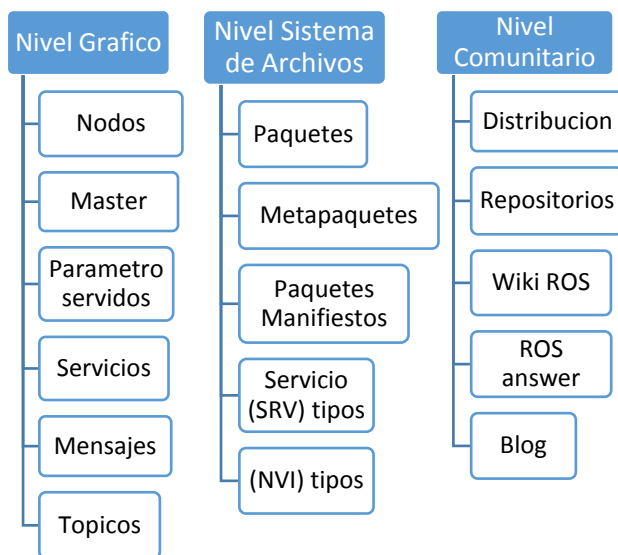 Nivel Grafico
Nodos
Master
Parametro
servidos
Servicios
Mensajes
Topicos
Nivel Sistema
de Archivos
Paquetes
Metapaquetes
Paquetes
Manifiestos
Servicio
(SRV) tipos
(NVI) tipos
Nivel
Comunitario
Distribucion
Repositorios
Wiki ROS
ROS
answer
Blog